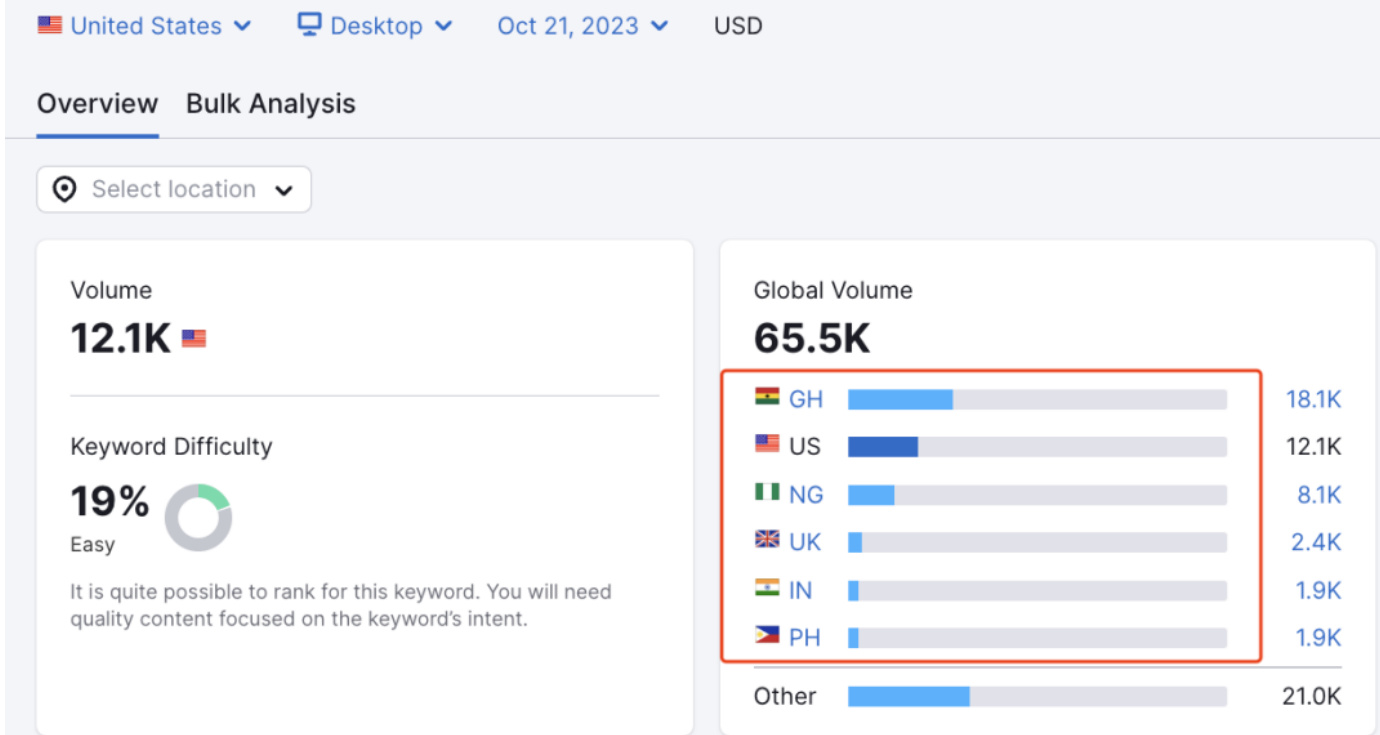 United States Desktop Oct 21, 2023 USD
Overview Bulk Analysis
Select location
Volume
12.1K
Keyword Difficulty
19%
Easy
It is quite possible to rank for this keyword. You will need
quality content focused on the keyword's intent.
Global Volume
65.5K
GH 18.1K
US 12.1K
NG 8.1K
UK 2.4K
IN 1.9K
PH 1.9K
Other 21.0K